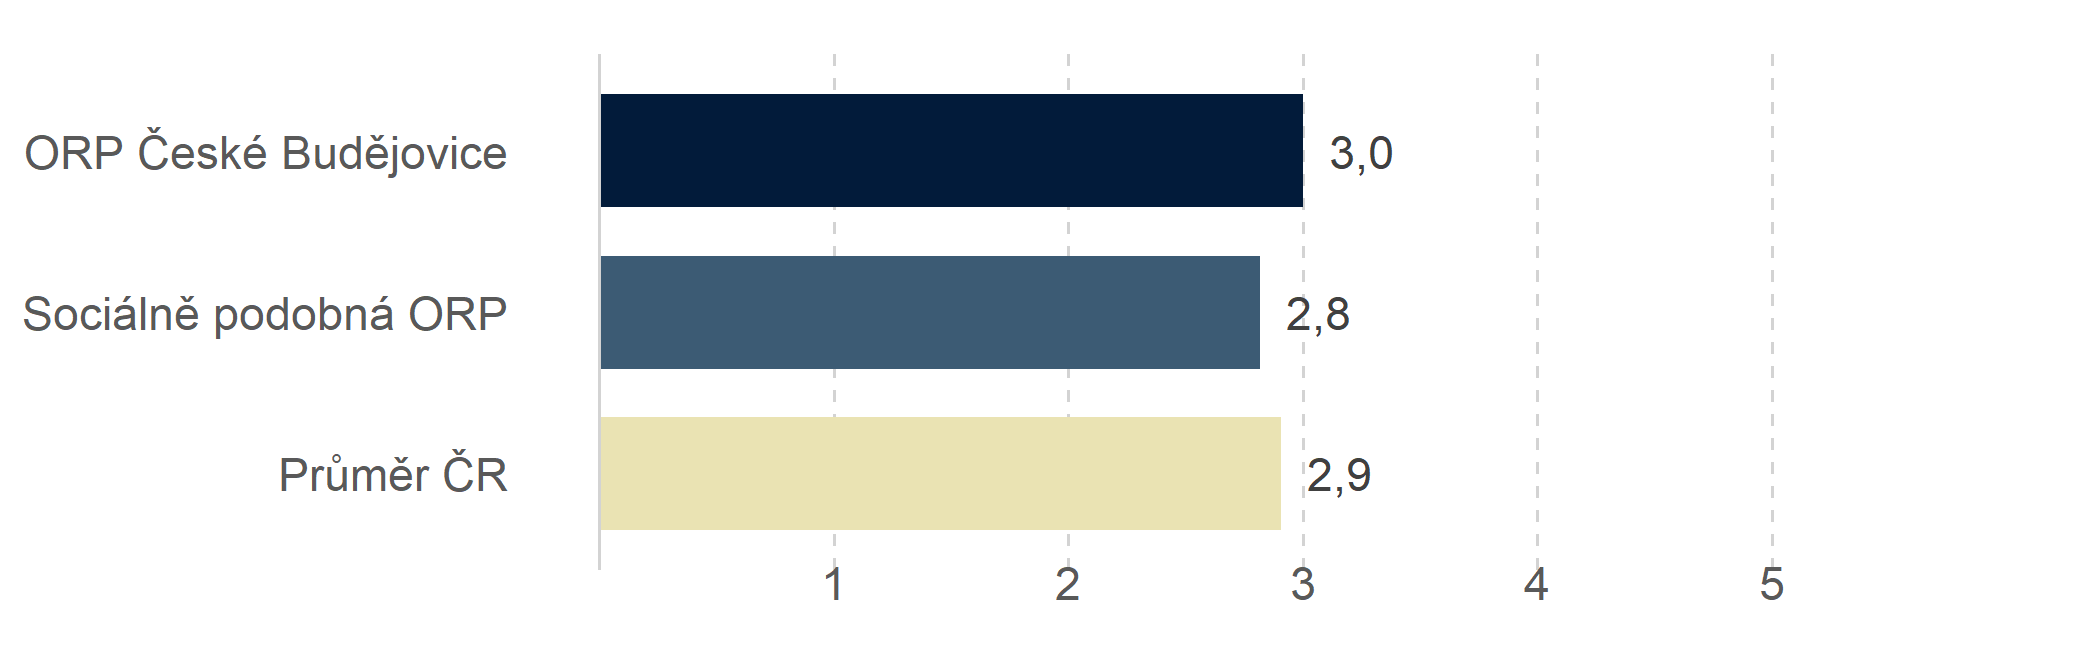 ORP České Budějovice
3,0
Sociálně podobná ORP
2,8
Průměr ČR
2,9
1 2 3 4 5